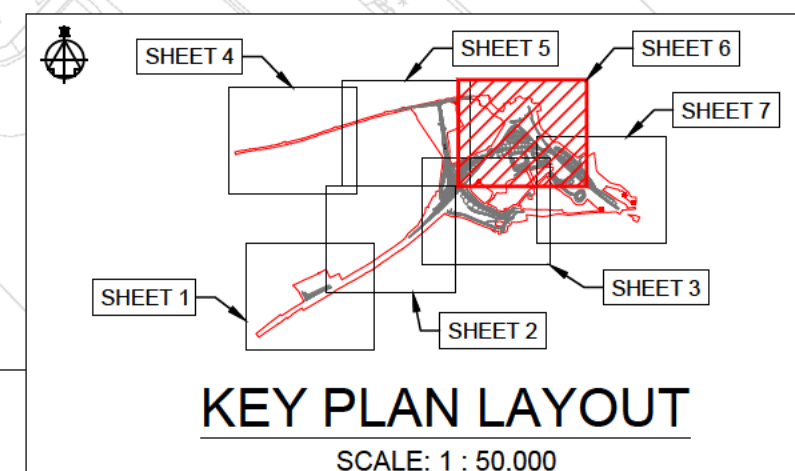 SHEET 4
SHEET 5
SHEET 6
SHEET 7
SHEET 1
SHEET 2
SHEET 3
KEY PLAN LAYOUT
SCALE: 1 : 50.000